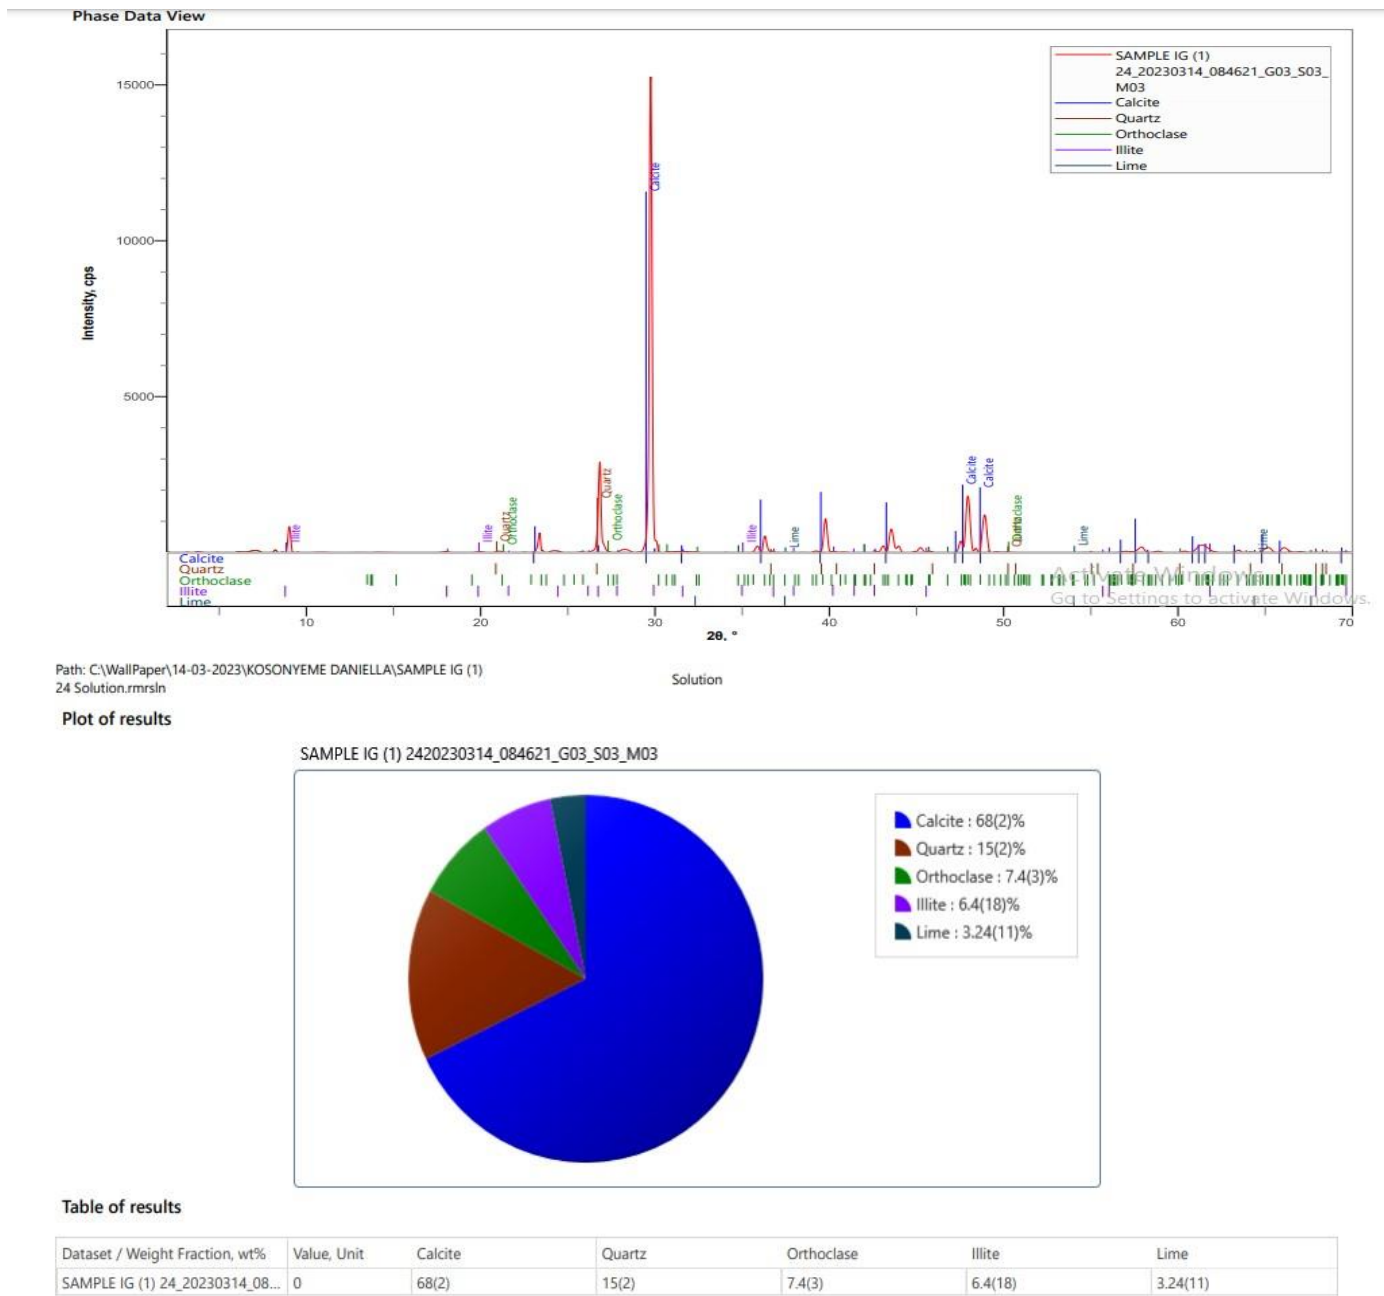 Phase Data View
SAMPLE IG (1)
24_20230314_084621_G03_S03_
M03
Calcite
Quartz
Orthoclase
Illite
Lime
15000
10000
5000
Intensity, cps
Illite
Illite
Quartz
Orthoclase
Quartz
Orthoclase
Calcite
Illite
Lime
Calcite
Calcite
Quartz
Orthoclase
Lime
Lime
Calcite
Quartz
Orthoclase
Illite
Lime
Activate Windows
Go to Settings to activate Windows.
10 20 30 40 50 60 70
2θ, °
Path: C:\WallPaper\14-03-2023\KOSONYEME DANIELLA\SAMPLE IG (1)
24 Solution.rmrsln
Solution
Plot of results
SAMPLE IG (1) 2420230314_084621_G03_S03_M03
Calcite : 68(2)%
Quartz : 15(2)%
Orthoclase : 7.4(3)%
Illite : 6.4(18)%
Lime : 3.24(11)%
Table of results
Dataset / Weight Fraction, wt% Value, Unit Calcite Quartz Orthoclase Illite Lime
SAMPLE IG (1) 24_20230314_08... 0 68(2) 15(2) 7.4(3) 6.4(18) 3.24(11)